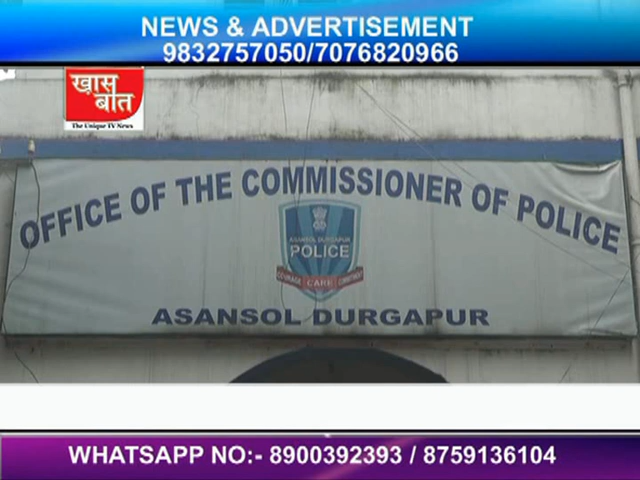 NEWS & ADVERTISEMENT
9832757050/7076820966
ख़ास
बात
The Unique TV News
OFFICE OF THE COMMISSIONER OF POLICE
ASANSOL DURGAPUR
POLICE
COURAGE CARE COMMITMENT
ASANSOL DURGAPUR
WHATSAPP NO:- 8900392393 / 8759136104